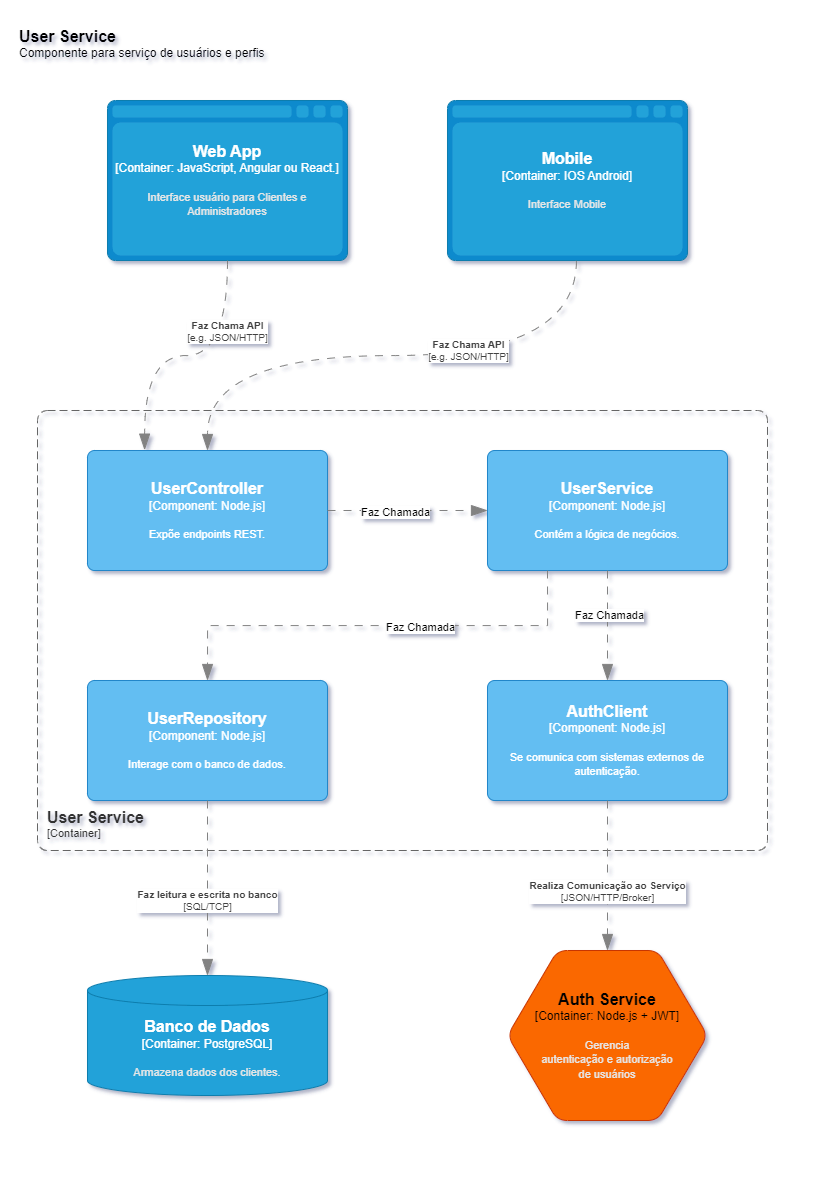 User Service
Componente para serviço de usuários e perfis
Web App
[Container: JavaScript, Angular ou React.]
Interface usuário para Clientes e
Administradores
Mobile
[Container: IOS Android]
Interface Mobile
Faz Chama API
[e.g. JSON/HTTP]
Faz Chama API
[e.g. JSON/HTTP]
UserController
[Component: Node.js]
Expõe endpoints REST.
Faz Chamada
UserService
[Component: Node.js]
Contém a lógica de negócios.
Faz Chamada
Faz Chamada
UserRepository
[Component: Node.js]
Interage com o banco de dados.
AuthClient
[Component: Node.js]
Se comunica com sistemas externos de
autenticação.
User Service
[Container]
Faz leitura e escrita no banco
[SQL/TCP]
Realiza Comunicação ao Serviço
[JSON/HTTP/Broker]
Banco de Dados
[Container: PostgreSQL]
Armazena dados dos clientes.
Auth Service
[Container: Node.js + JWT]
Gerencia
autenticação e autorização
de usuários